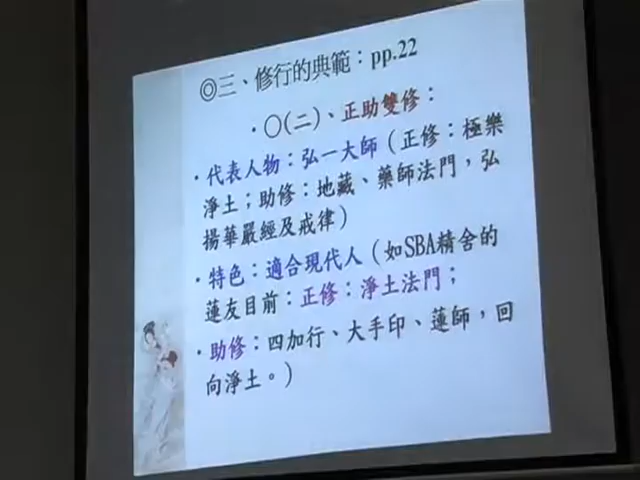 ◎三、修行的典範：pp.22
·○(二)、正助雙修：
·代表人物：弘一大師（正修：極樂
淨土；助修：地藏、藥師法門，弘
揚華嚴經及戒律）
·特色：適合現代人（如SBA精舍的
蓮友目前：正修：淨土法門；
·助修：四加行、大手印、蓮師，回
向淨土。）